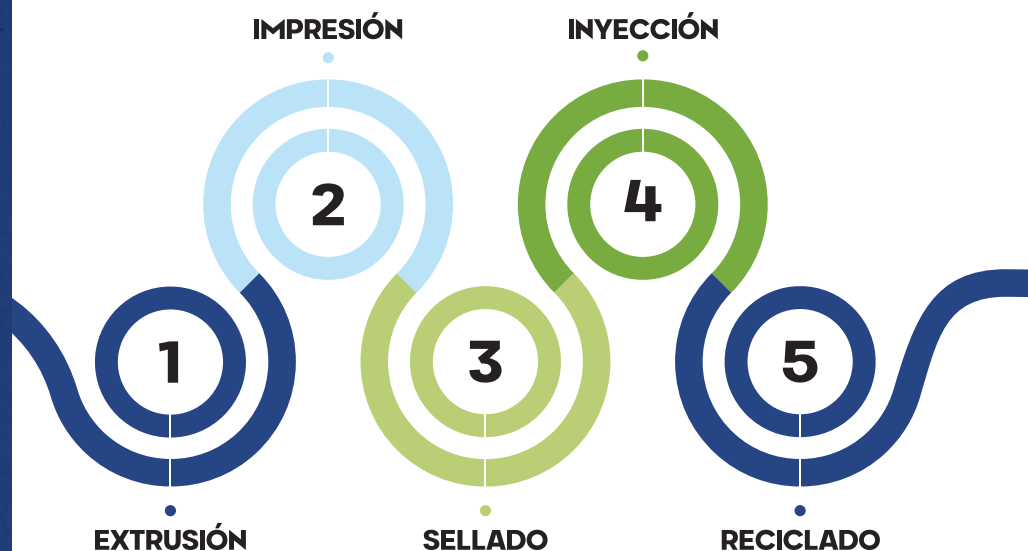 IMPRESIÓN
INYECCIÓN
2
4
1
3
5
EXTRUSIÓN
SELLADO
RECICLADO